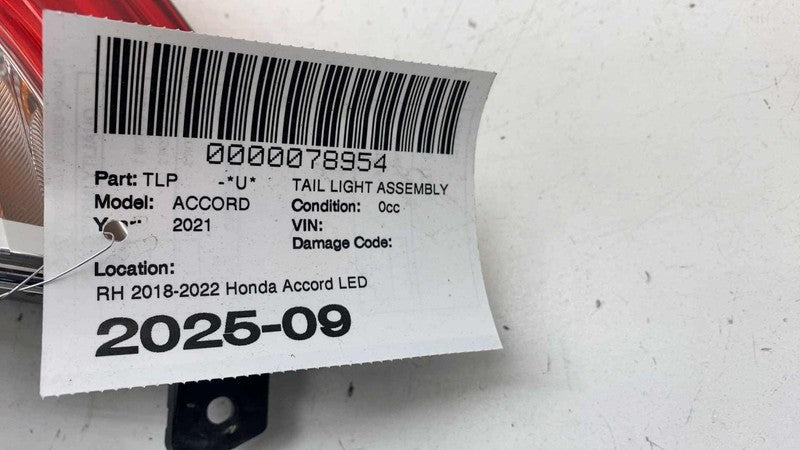 0000078954
Part: TLP -*U* TAIL LIGHT ASSEMBLY
Model: ACCORD Condition: 0cc
Year: 2021 VIN:
Damage Code:
Location:
RH 2018-2022 Honda Accord LED
2025-09